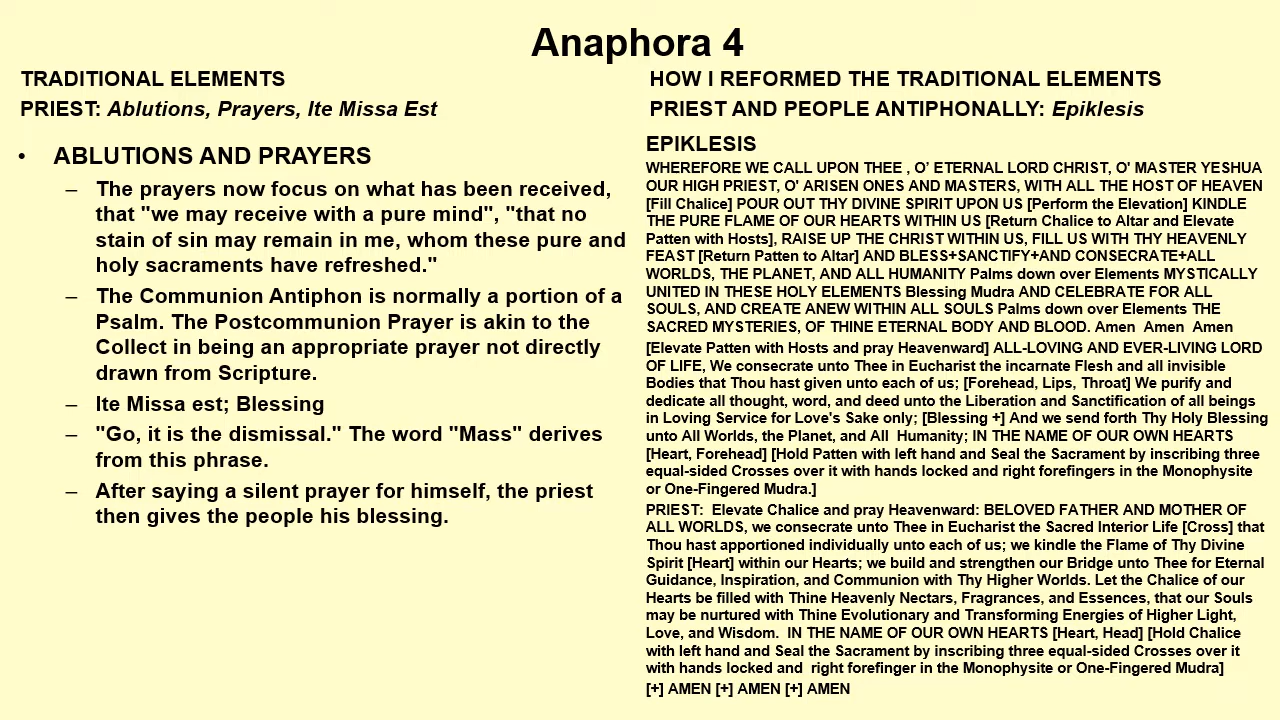 Anaphora 4
TRADITIONAL ELEMENTS
PRIEST: Ablutions, Prayers, Ite Missa Est
• ABLUTIONS AND PRAYERS
– The prayers now focus on what has been received,
that "we may receive with a pure mind", "that no
stain of sin may remain in me, whom these pure and
holy sacraments have refreshed."
– The Communion Antiphon is normally a portion of a
Psalm. The Postcommunion Prayer is akin to the
Collect in being an appropriate prayer not directly
drawn from Scripture.
– Ite Missa est; Blessing
– "Go, it is the dismissal." The word "Mass" derives
from this phrase.
– After saying a silent prayer for himself, the priest
then gives the people his blessing.
HOW I REFORMED THE TRADITIONAL ELEMENTS
PRIEST AND PEOPLE ANTIPHONALLY: Epiklesis
EPIKLESIS
WHEREFORE WE CALL UPON THEE , O’ ETERNAL LORD CHRIST, O' MASTER YESHUA
OUR HIGH PRIEST, O' ARISEN ONES AND MASTERS, WITH ALL THE HOST OF HEAVEN
[Fill Chalice] POUR OUT THY DIVINE SPIRIT UPON US [Perform the Elevation] KINDLE
THE PURE FLAME OF OUR HEARTS WITHIN US [Return Chalice to Altar and Elevate
Patten with Hosts], RAISE UP THE CHRIST WITHIN US, FILL US WITH THY HEAVENLY
FEAST [Return Patten to Altar] AND BLESS+SANCTIFY+AND CONSECRATE+ALL
WORLDS, THE PLANET, AND ALL HUMANITY Palms down over Elements MYSTICALLY
UNITED IN THESE HOLY ELEMENTS Blessing Mudra AND CELEBRATE FOR ALL
SOULS, AND CREATE ANEW WITHIN ALL SOULS Palms down over Elements THE
SACRED MYSTERIES, OF THINE ETERNAL BODY AND BLOOD. Amen Amen Amen
[Elevate Patten with Hosts and pray Heavenward] ALL-LOVING AND EVER-LIVING LORD
OF LIFE, We consecrate unto Thee in Eucharist the incarnate Flesh and all invisible
Bodies that Thou hast given unto each of us; [Forehead, Lips, Throat] We purify and
dedicate all thought, word, and deed unto the Liberation and Sanctification of all beings
in Loving Service for Love's Sake only; [Blessing +] And we send forth Thy Holy Blessing
unto All Worlds, the Planet, and All Humanity; IN THE NAME OF OUR OWN HEARTS
[Heart, Forehead] [Hold Patten with left hand and Seal the Sacrament by inscribing three
equal-sided Crosses over it with hands locked and right forefingers in the Monophysite
or One-Fingered Mudra.]
PRIEST: Elevate Chalice and pray Heavenward: BELOVED FATHER AND MOTHER OF
ALL WORLDS, we consecrate unto Thee in Eucharist the Sacred Interior Life [Cross] that
Thou hast apportioned individually unto each of us; we kindle the Flame of Thy Divine
Spirit [Heart] within our Hearts; we build and strengthen our Bridge unto Thee for Eternal
Guidance, Inspiration, and Communion with Thy Higher Worlds. Let the Chalice of our
Hearts be filled with Thine Heavenly Nectars, Fragrances, and Essences, that our Souls
may be nurtured with Thine Evolutionary and Transforming Energies of Higher Light,
Love, and Wisdom. IN THE NAME OF OUR OWN HEARTS [Heart, Head] [Hold Chalice
with left hand and Seal the Sacrament by inscribing three equal-sided Crosses over it
with hands locked and right forefinger in the Monophysite or One-Fingered Mudra]
[+] AMEN [+] AMEN [+] AMEN